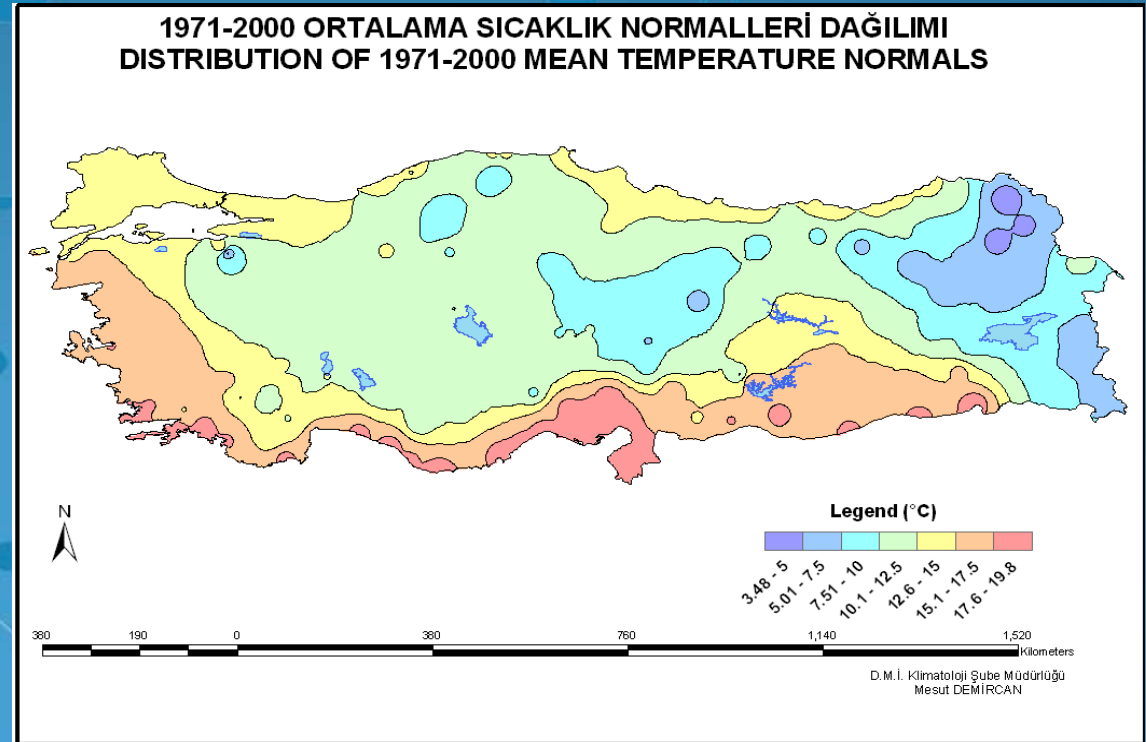 1971-2000 ORTALAMA SICAKLIK NORMALLERİ DAĞILIMI
DISTRIBUTION OF 1971-2000 MEAN TEMPERATURE NORMALS
N
Legend (°C)
3.48 - 5
5.01 - 7.5
7.51 - 10
10.1 - 12.5
12.6 - 15
15.1 - 17.5
17.6 - 19.8
380 190 0 380 760 1,140 1,520
Kilometers
D.M.İ. Klimatoloji Şube Müdürlüğü
Mesut DEMİRCAN